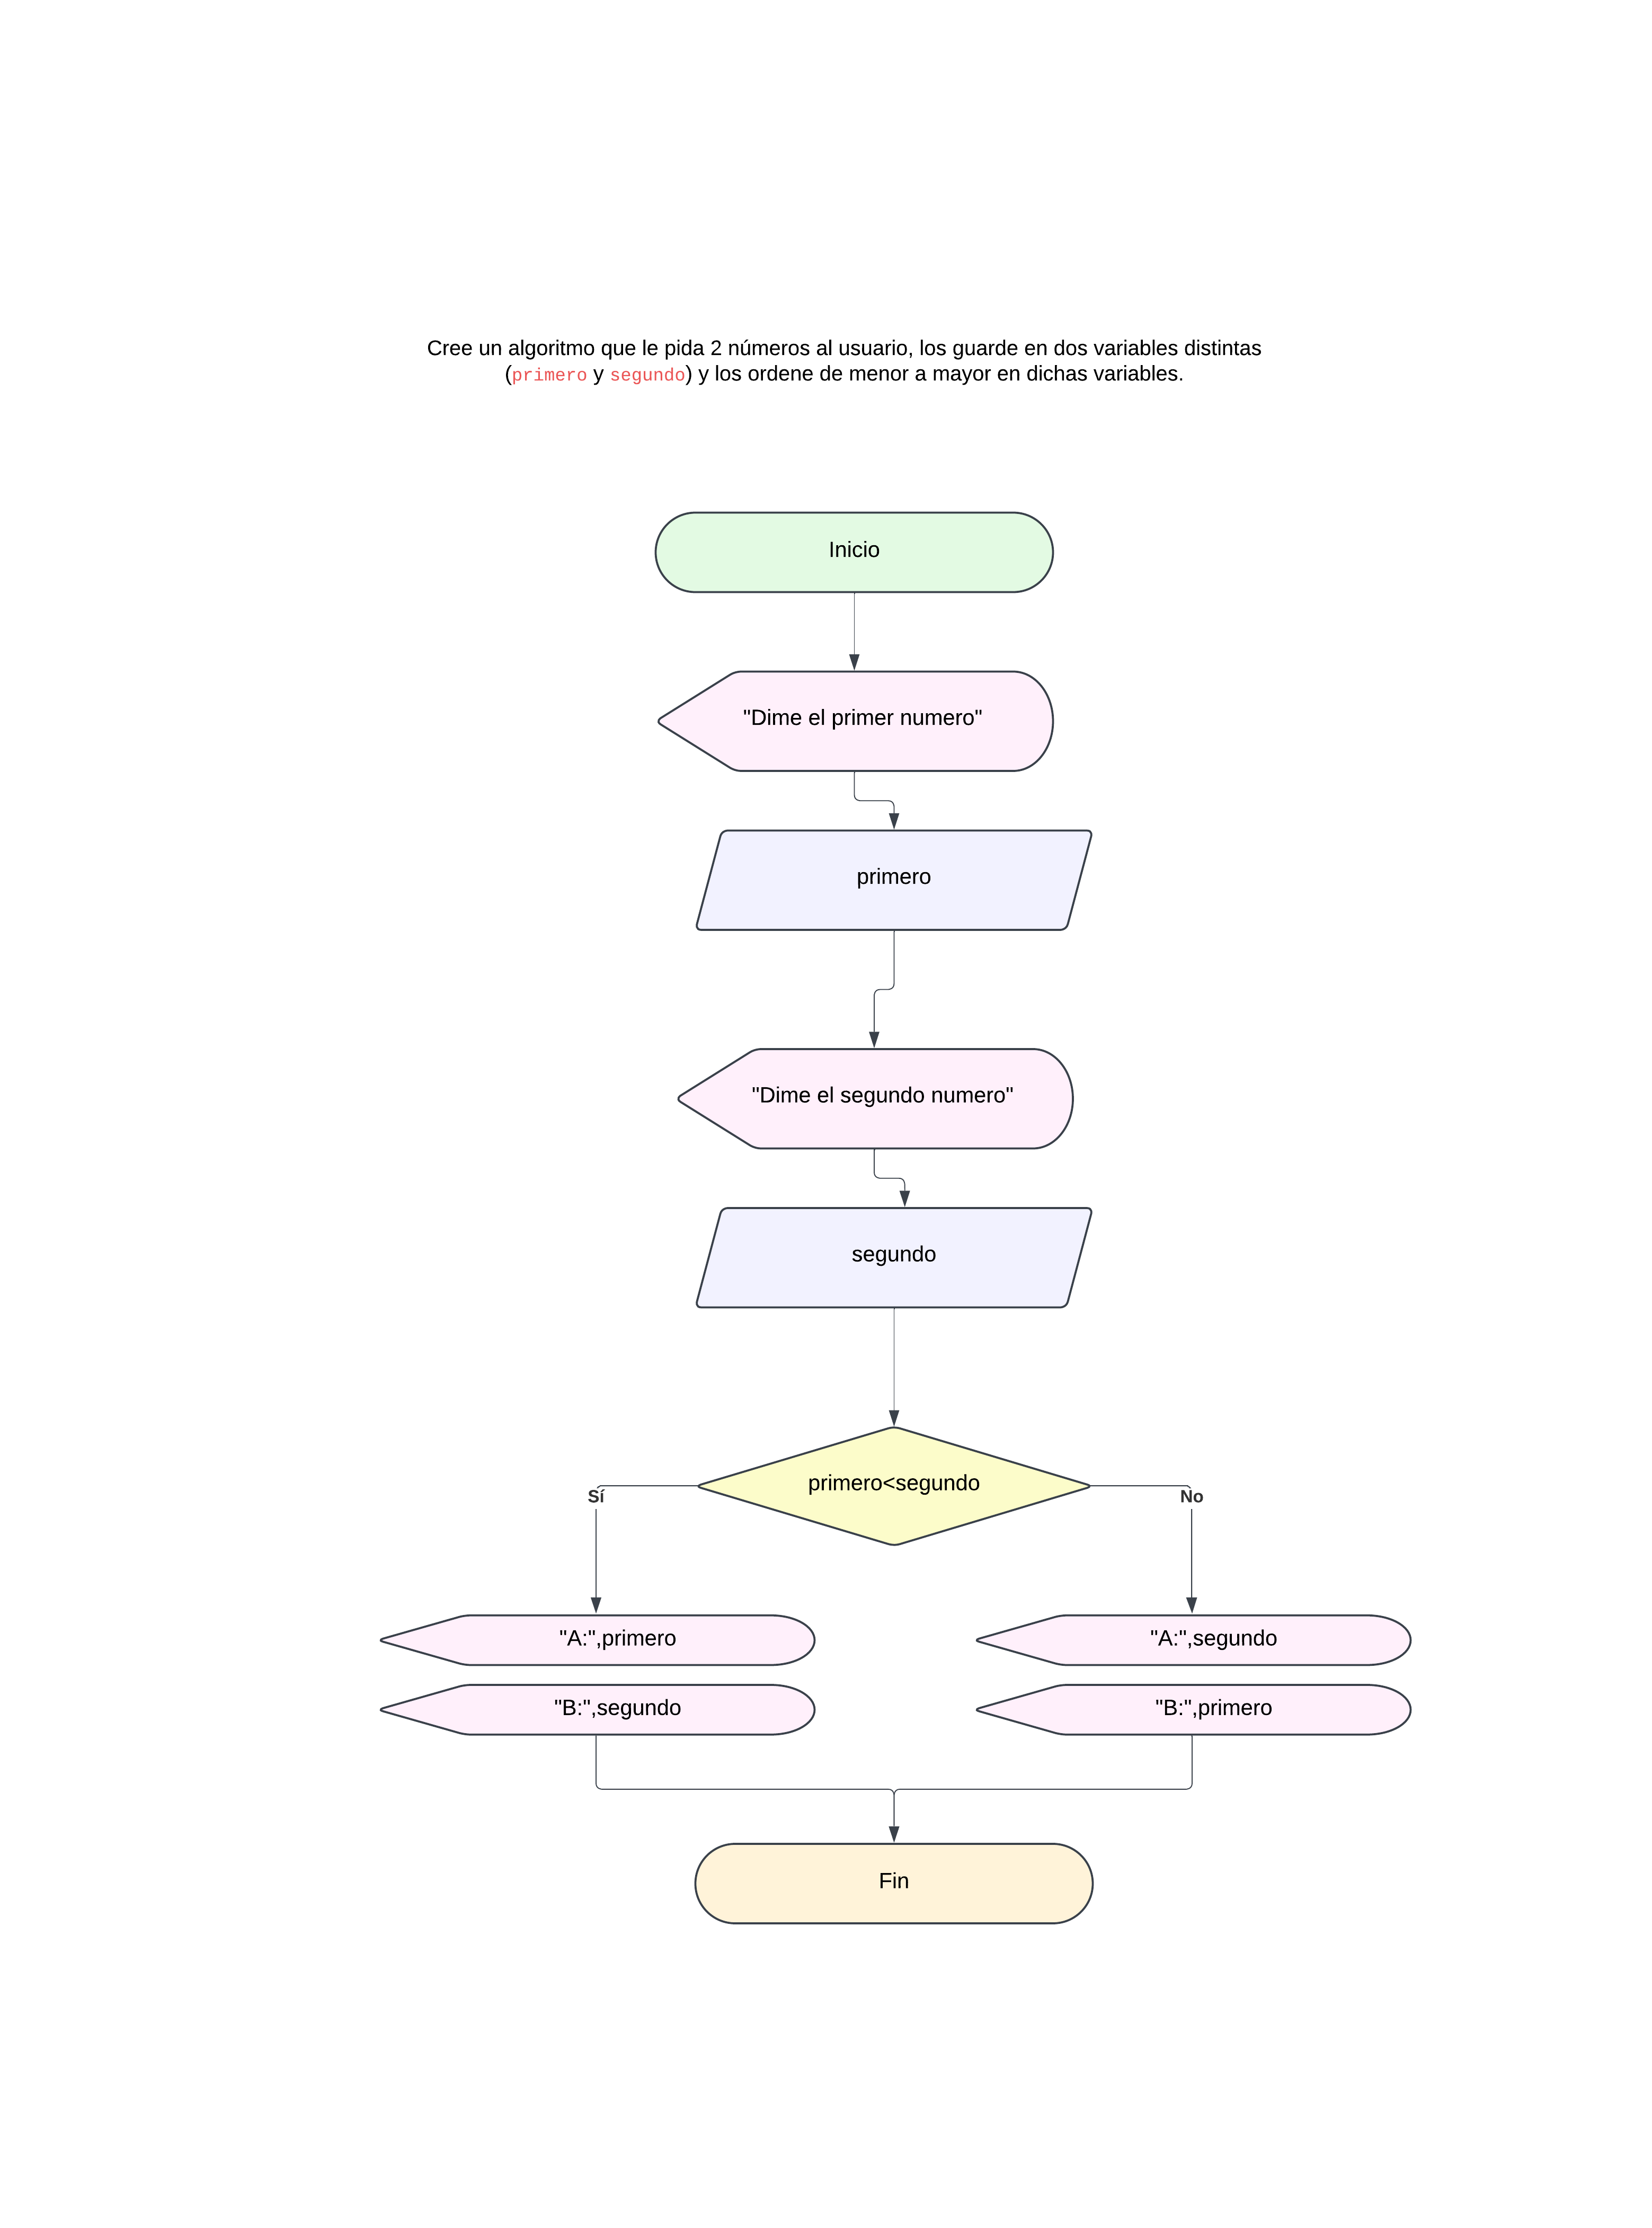 Cree un algoritmo que le pida 2 números al usuario, los guarde en dos variables distintas
(primero y segundo) y los ordene de menor a mayor en dichas variables.
Inicio
"Dime el primer numero"
primero
"Dime el segundo numero"
segundo
primero<segundo
Sí
No
"A:",primero
"A:",segundo
"B:",segundo
"B:",primero
Fin